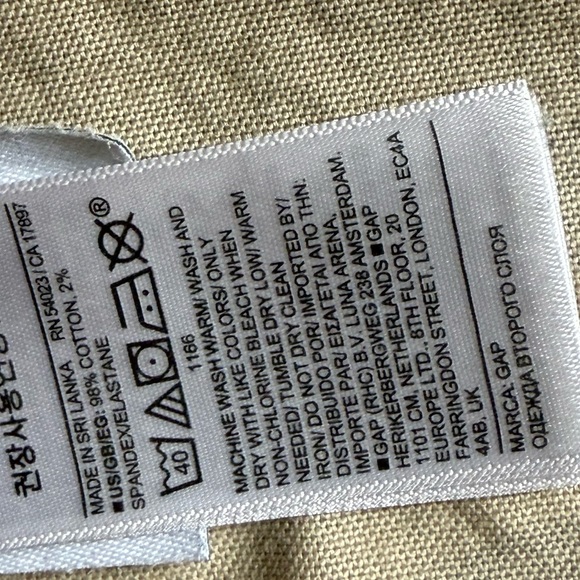 권장사용연령
MADE IN SRI LANKA RN 54023 / CA 17897
■ US/GB/EG: 98% COTTON. 2%
SPANDEX/ELASTANE
®
40
1166
MACHINE WASH WARM/ WASH AND
DRY WITH LIKE COLORS/ ONLY
NON-CHLORINE BLEACH WHEN
NEEDED/ TUMBLE DRY LOW/ WARM
IRON/ DO NOT DRY CLEAN
DISTRIBUIDO POR/ IMPORTED BY/
IMPORTE PAR/ ΕΙΣΑΓΕΤΑΙ ΑΠΟ ΤΗΝ:
■ GAP (RHC) B.V. LUNA ARENA,
HERIKERBERGWEG 238 AMSTERDAM,
1101 CM, NETHERLANDS ■ GAP
EUROPE LTD., 8TH FLOOR, 20
FARRINGDON STREET, LONDON, EC4A
4AB, UK
МАРСА: GAP
ОДЕЖДА ВТОРОГО СЛОЯ